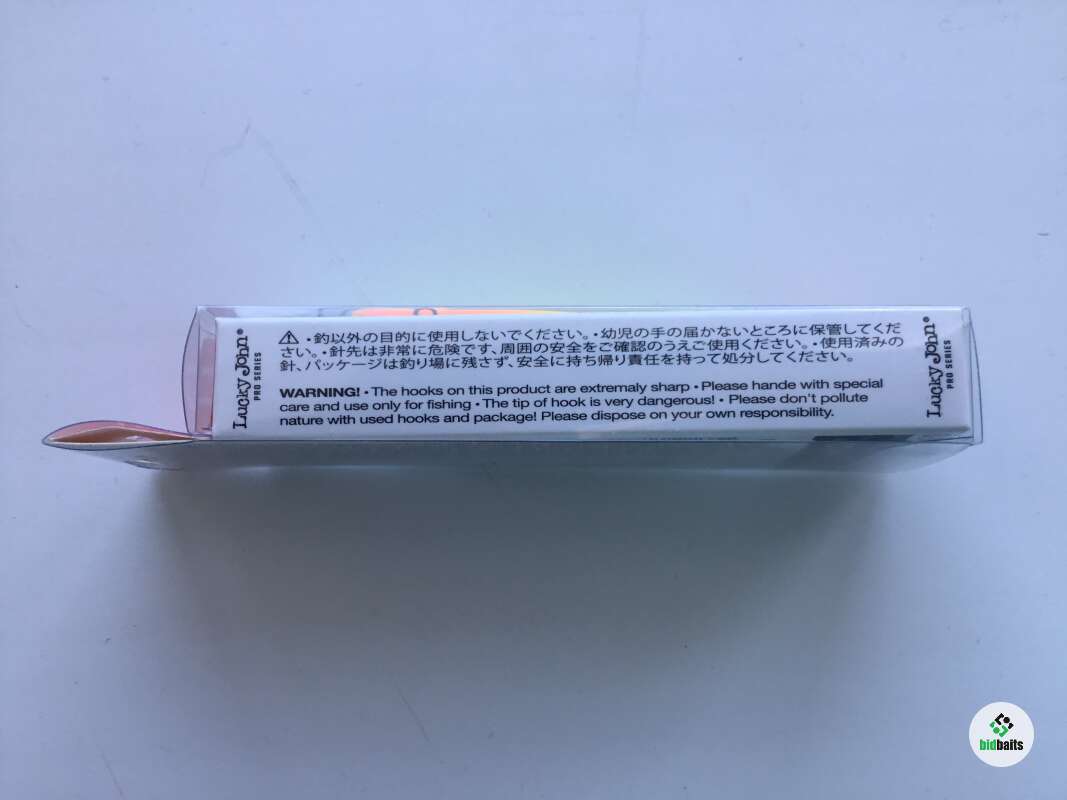 Lucky John®
PRO SERIES
⚠ ・釣以外の目的に使用しないでください。・幼児の手の届かないところに保管してくだ
さい。・針先は非常に危険です、周囲の安全をご確認のうえご使用ください。・使用済みの
針、パッケージは釣り場に残さず、安全に持ち帰り責任を持って処分してください。
WARNING! • The hooks on this product are extremaly sharp • Please hande with special
care and use only for fishing • The tip of hook is very dangerous! • Please don't pollute
nature with used hooks and package! Please dispose on your own responsibility.
Lucky John®
PRO SERIES
bidbaits